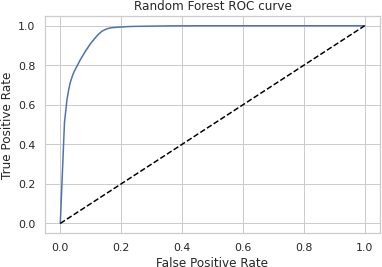 Random Forest ROC curve
True Positive Rate
1.0
0.8
0.6
0.4
0.2
0.0
0.0 0.2 0.4 0.6 0.8 1.0
False Positive Rate